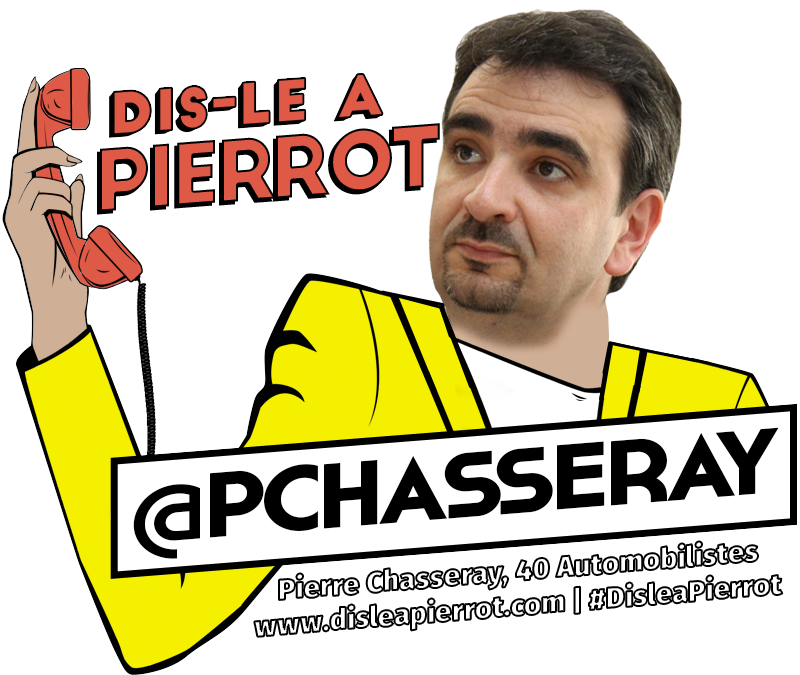 DIS-LE A
PIERROT
@PCHASSERAY
Pierre Chasseray, 40 Automobilistes
www.disleapierrot.com | #DisleaPierrot